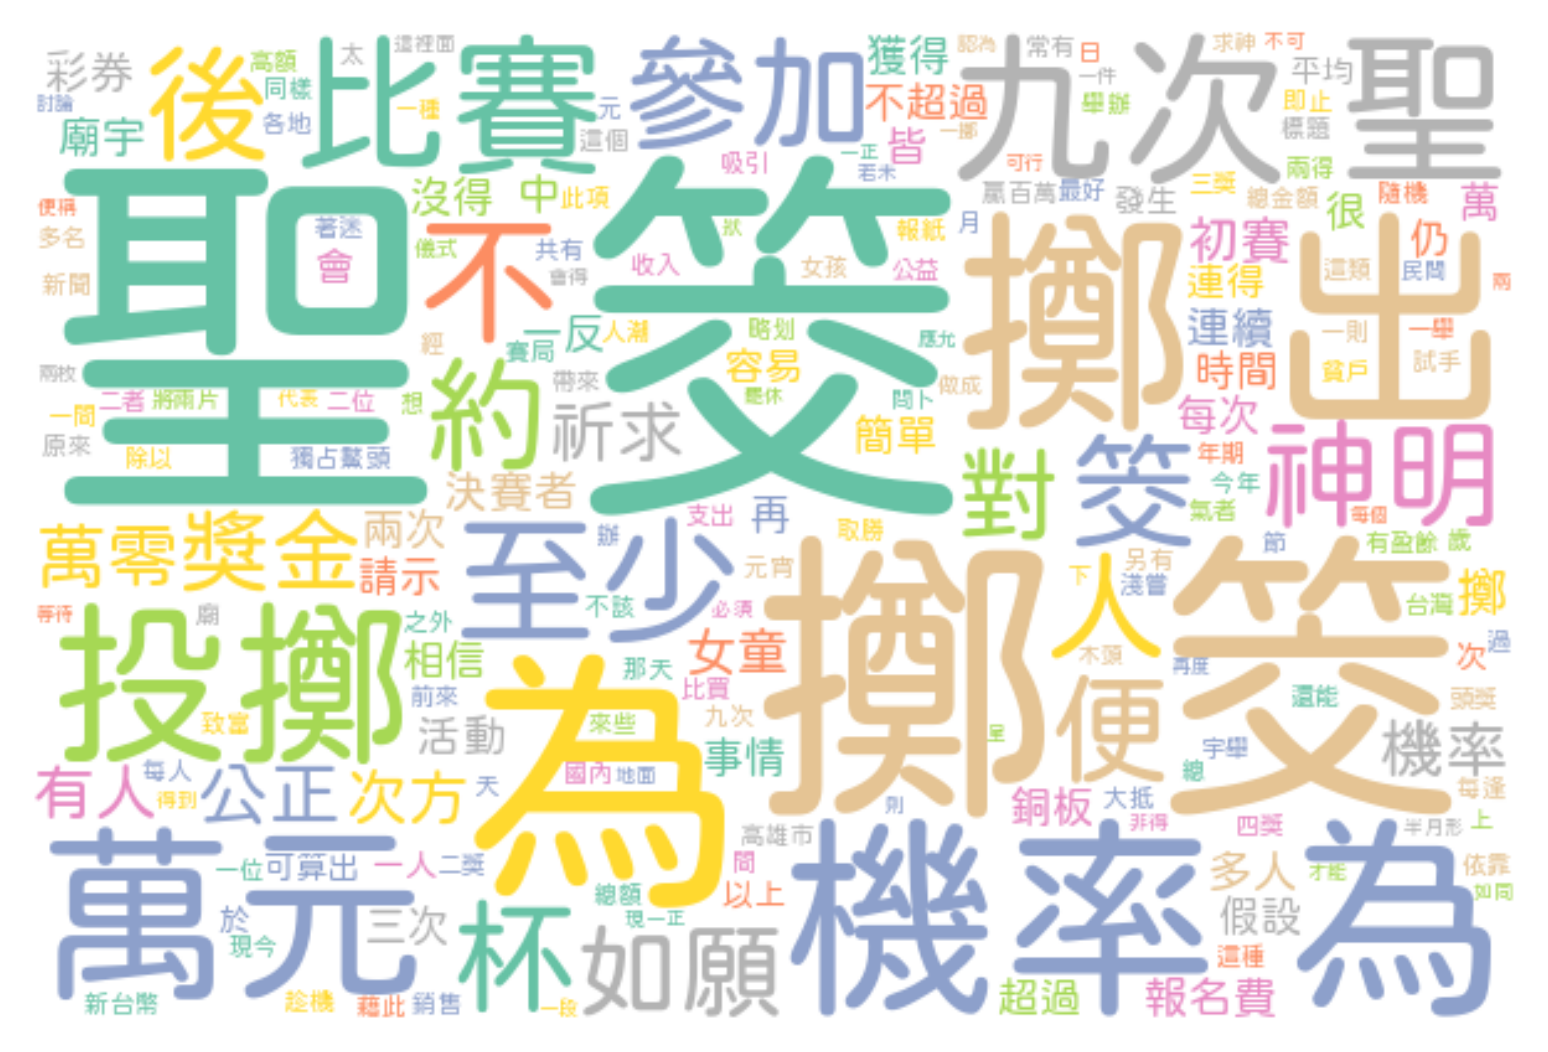 彩券
後
高額
太
這裡面
比賽
參加
獲得
認為
常有
日
求神
不可
平均
九次
聖
討論
同樣
一種
元
不超過
一件
舉辦
即止
廟宇
各地
這個
皆
一擲
標題
吸引
一正
若未
可行
兩得
聖
筊
沒得
中
此項
贏百萬
最好
發生
三獎
總金額
很
隨機
萬
便稱
多名
著迷
會
儀式
不
共有
狀
報紙
月
擲
初賽
出
仍
新聞
收入
女孩
公益
會得
連得
這類
民間
兩
經
一反
人潮
賽局
略划
應允
連續
一則
一舉
兩枚
約
帶來
容易
做成
時間
貧戶
試手
二者
將兩片
代表
二位
想
罷休
問卜
每次
一間
祈求
簡單
神明
原來
除以
獨占鰲頭
決賽者
對
筊
年期
今年
每個
萬零
獎金
兩次
至少
辦
支出
再
取勝
氣者
節
有盈餘
歲
請示
元宵
擲
人
下
另有
淺嘗
筊
台灣
擲
等待
投擲
廟
之外
不該
必須
女童
木頭
再度
次
過
相信
那天
便
還能
頭獎
前來
為
比買
致富
活動
來些
九次
事情
呈
宇舉
機率
有人
每人
得到
公正
次方
天
國內
地面
總
每逢
則
銅板
大抵
非得
四獎
半月形
上
萬元
一位
可算出
一人
二獎
高雄市
問
機率
多人
為
才能
依靠
如同
於
現今
三次
杯
總額
現一正
以上
如願
假設
這種
新台幣
趁機
藉此
銷售
一段
超過
報名費